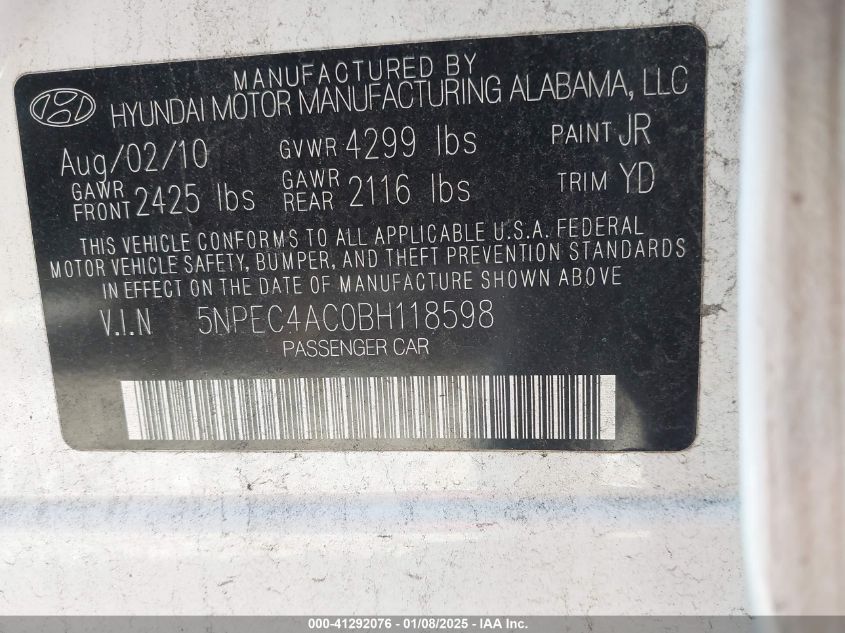 MANUFACTURED BY
HYUNDAI MOTOR MANUFACTURING ALABAMA, LLC
Aug/02/10 GVWR 4299 lbs PAINT JR
GAWR FRONT 2425 lbs GAWR REAR 2116 lbs TRIM YD
THIS VEHICLE CONFORMS TO ALL APPLICABLE U.S.A. FEDERAL
MOTOR VEHICLE SAFETY, BUMPER, AND THEFT PREVENTION STANDARDS
IN EFFECT ON THE DATE OF MANUFACTURE SHOWN ABOVE
V.I.N 5NPEC4AC0BH118598
PASSENGER CAR
000-41292076 - 01/08/2025 - IAA Inc.